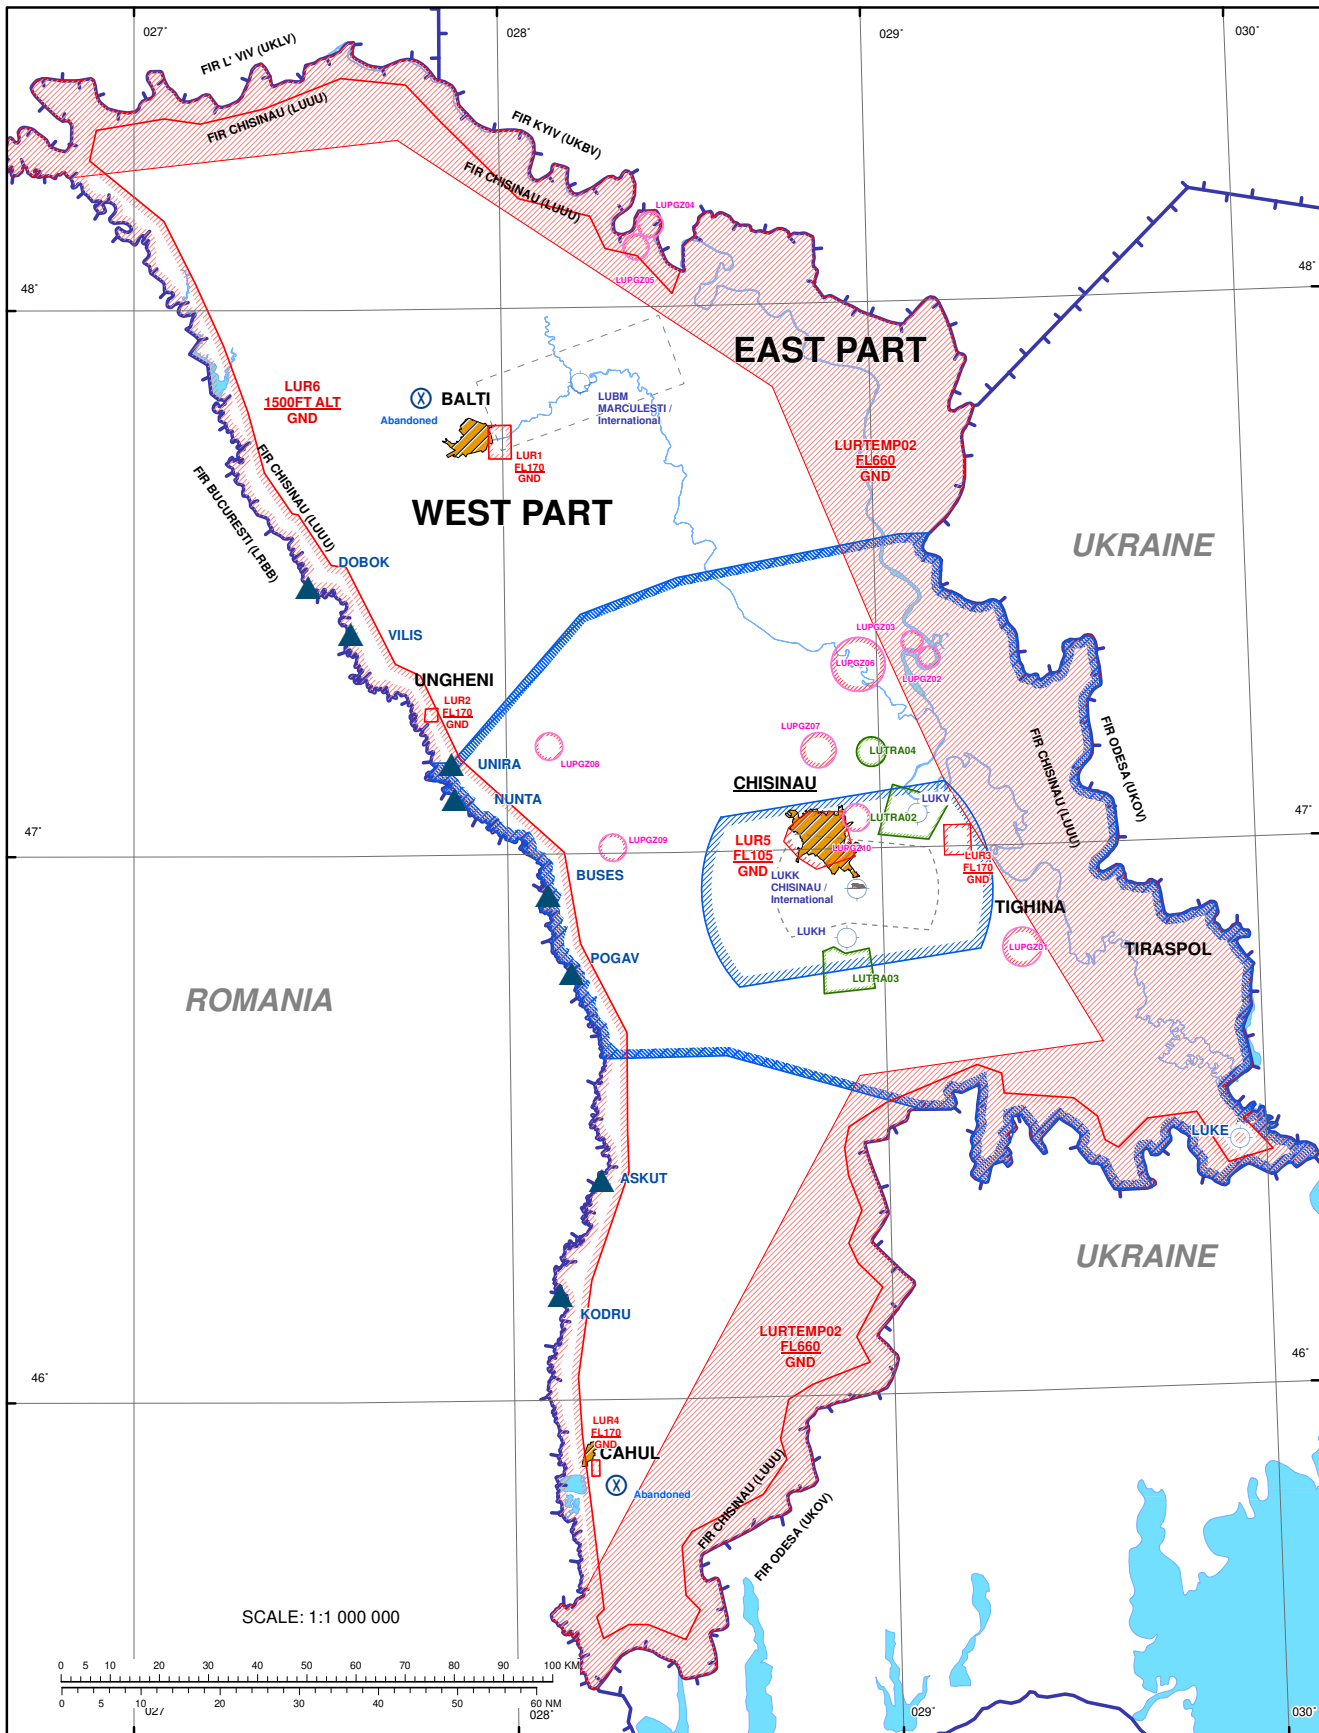 027°
028°
029°
030°
FIR L' VIV (UKLV)
FIR CHISINAU (LUUU)
FIR KYIV (UKBV)
FIR CHISINAU (LUUU)
LUPGZ04
LUPGZ05
48°
48°
EAST PART
LUR6
1500FT ALT
GND
BALTI
Abandoned
LUBM
MARCULESTI /
International
LUR1
FL170
GND
LURTEMP02
FL660
GND
WEST PART
FIR CHISINAU (LUUU)
FIR BUCURESTI (LRBB)
UKRAINE
DOBOK
VILIS
UNGHENI
LUR2
FL170
GND
LUPGZ03
LUPGZ02
LUPGZ06
LUPGZ07
LUTRA04
LUPGZ08
UNIRA
NUNTA
FIR CHISINAU (LUUU)
FIR ODESA (UKOV)
CHISINAU
LUKV
LUTRA02
47°
47°
LUPGZ09
LUR5
FL105
GND
LUPGZ10
LUR3
FL170
GND
BUSES
LUKK
CHISINAU /
International
TIGHINA
LUKH
LUPGZ01
TIRASPOL
POGAV
LUTRA03
ROMANIA
LUKE
ASKUT
UKRAINE
KODRU
LURTEMP02
FL660
GND
46°
46°
LUR4
FL170
GND
CAHUL
Abandoned
FIR CHISINAU (LUUU)
FIR ODESA (UKOV)
SCALE: 1:1 000 000
0 5 10 20 30 40 50 60 70 80 90 100 KM
0 5 10 20 30 40 50 60 NM
027
028°
029°
030°